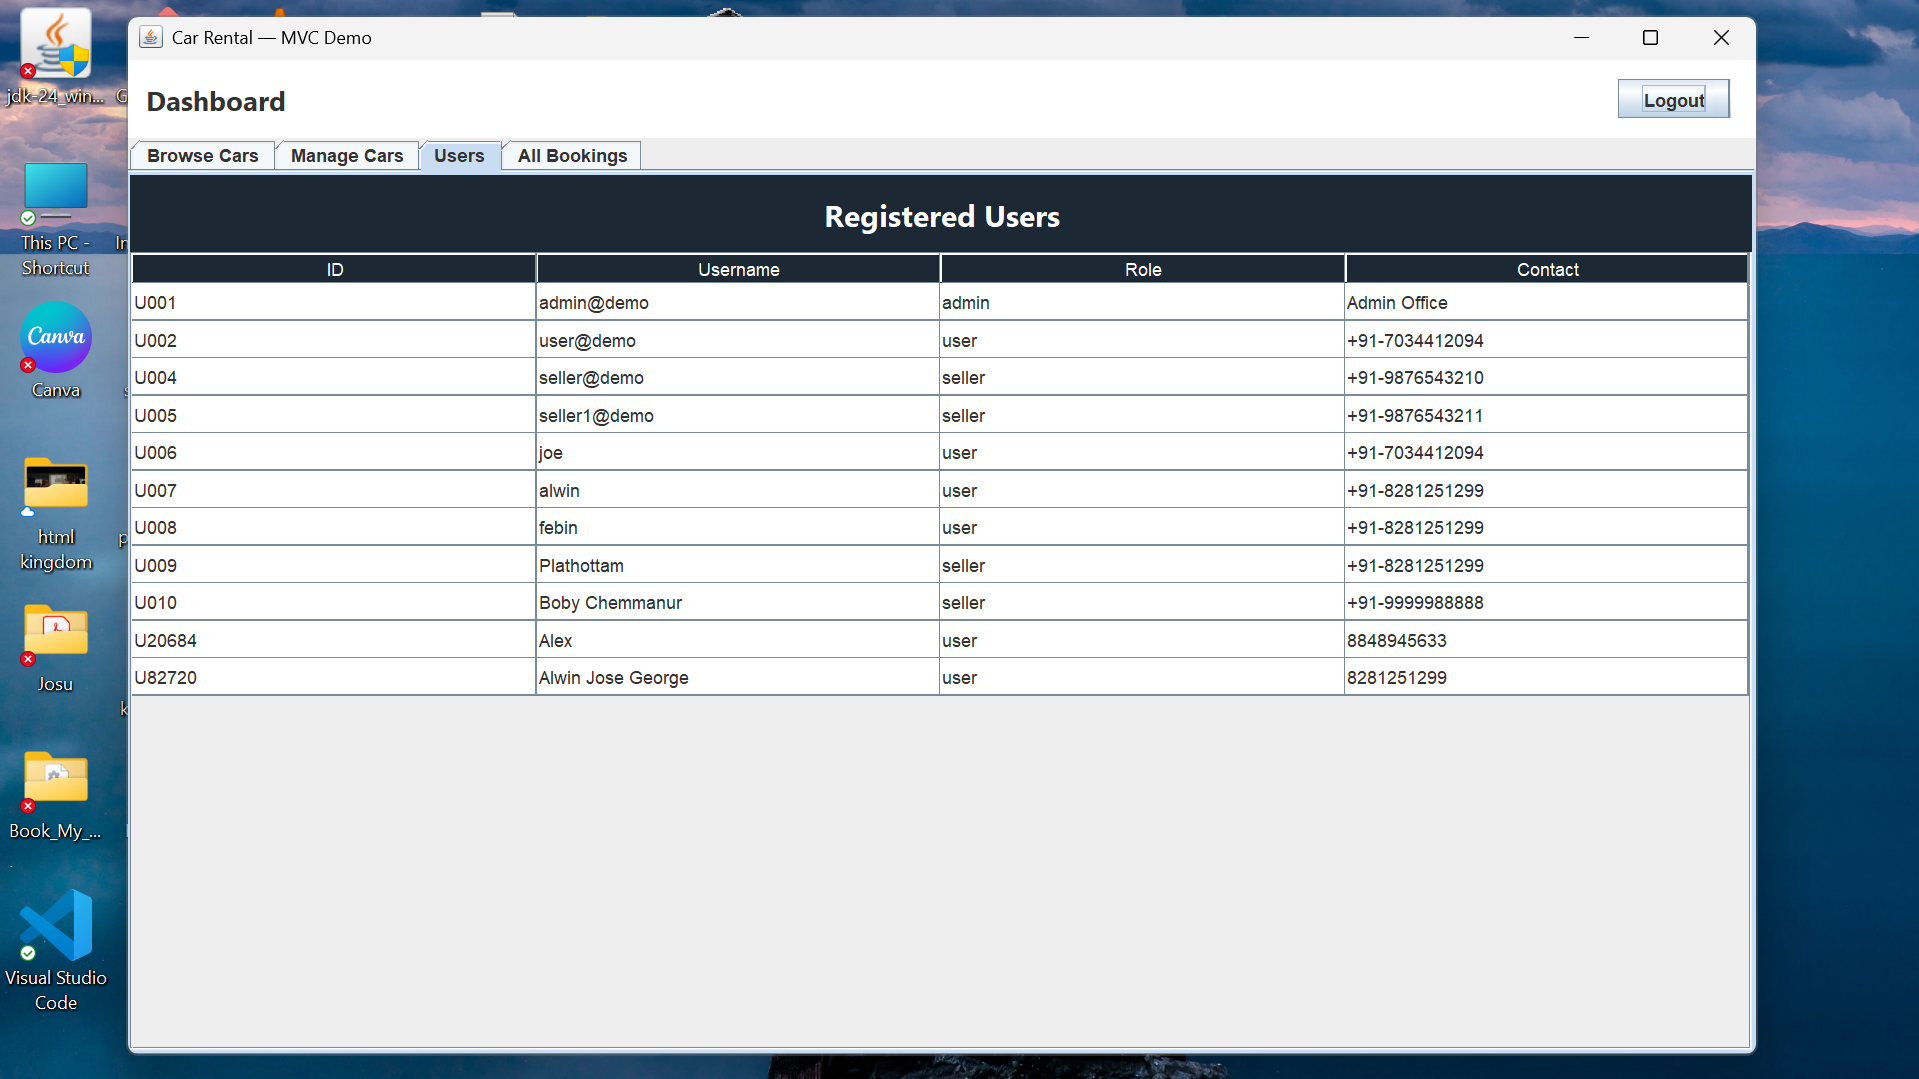 Car Rental — MVC Demo
Dashboard
Logout
Browse Cars Manage Cars Users All Bookings
Registered Users
ID Username Role Contact
U001 admin@demo admin Admin Office
U002 user@demo user +91-7034412094
U004 seller@demo seller +91-9876543210
U005 seller1@demo seller +91-9876543211
U006 joe user +91-7034412094
U007 alwin user +91-8281251299
U008 febin user +91-8281251299
U009 Plathottam seller +91-8281251299
U010 Boby Chemmanur seller +91-9999988888
U20684 Alex user 8848945633
U82720 Alwin Jose George user 8281251299
jdk-24_win...
This PC -
Shortcut
Canva
Canva
html
kingdom
Josu
Book_My_...
Visual Studio
Code